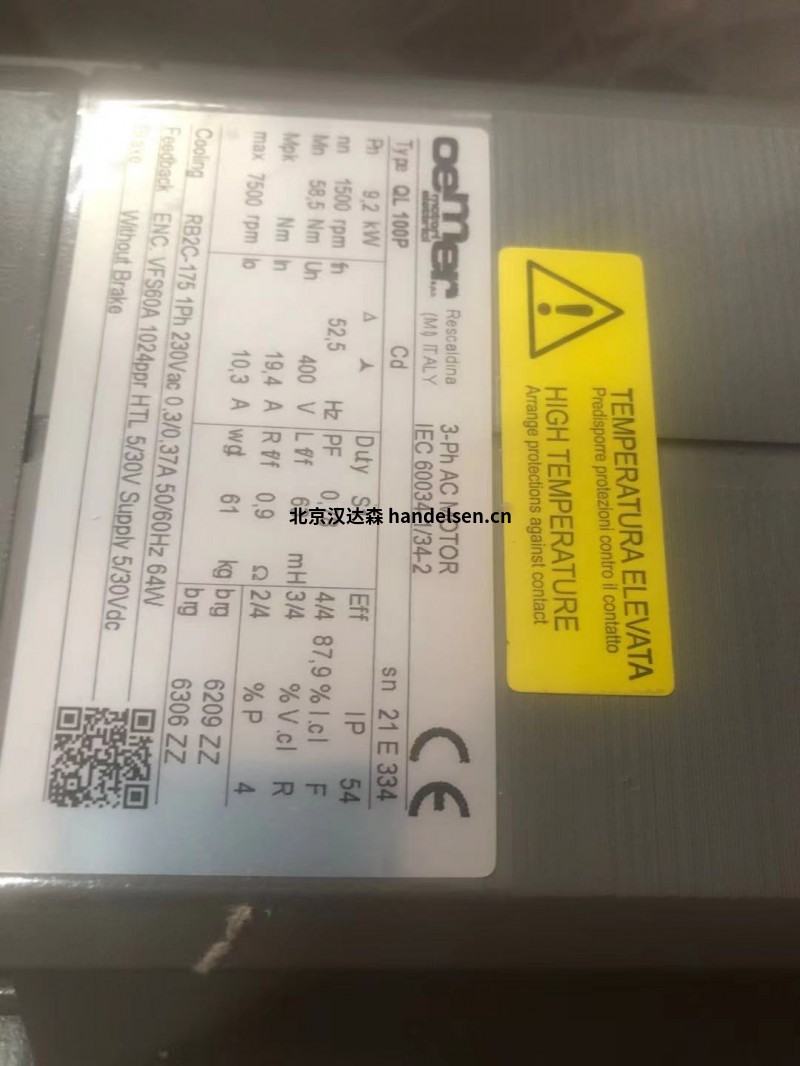 oemer motori elettrici s.p.a. Rescaldina (MI) ITALY
3-Ph AC MOTOR
IEC 60034-1/34-2
CE
Type QL 100P Cd sn 21 E 334
Pn 9,2 kW Δ Duty Eff IP 54
nn 1500 rpm fn 52,5 Hz PF 4/4 87,9 % I.cl F
Mn 58,5 Nm Un 400 V L f/f mH 3/4 % V.cl R
Mpk Nm In 19,4 A R f/f 0,9 Ω 2/4 % P 4
max 7500 rpm Io 10,3 A wgt 61 kg
Cooling RB2C-175 1Ph 230Vac 0,3/0,37A 50/60Hz 64W brg 6209 ZZ
Feedback ENC. VFS60A 1024ppr HTL 5/30V Supply 5/30Vdc brg 6306 ZZ
Brake Without Brake
TEMPERATURA ELEVATA
Predisporre protezioni contro il contatto
HIGH TEMPERATURE
Arrange protections against contact
北京汉达森 handelsen.cn